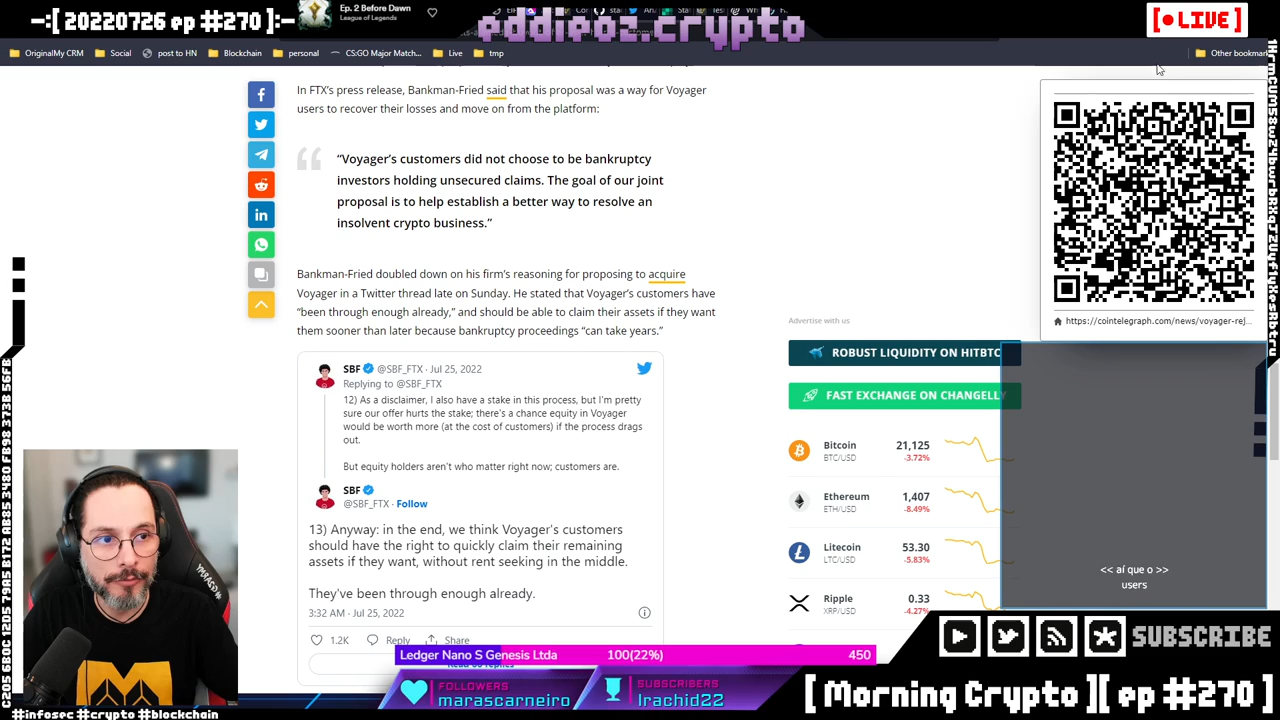 -:[ 20220726 ep #270 ]:-
Ep. 2 Before Dawn
League of Legends
eddieoz.crypto
[● LIVE]
OriginalMy CRM
Social
post to HN
Blockchain
personal
CS:GO Major Match...
Live
tmp
Other bookmar
In FTX's press release, Bankman-Fried said that his proposal was a way for Voyager
users to recover their losses and move on from the platform:
“Voyager's customers did not choose to be bankruptcy
investors holding unsecured claims. The goal of our joint
proposal is to help establish a better way to resolve an
insolvent crypto business.”
Bankman-Fried doubled down on his firm's reasoning for proposing to acquire
Voyager in a Twitter thread late on Sunday. He stated that Voyager's customers have
“been through enough already,” and should be able to claim their assets if they want
them sooner than later because bankruptcy proceedings “can take years.”
SBF @SBF_FTX · Jul 25, 2022
Replying to @SBF_FTX
12) As a disclaimer, I also have a stake in this process, but I'm pretty
sure our offer hurts the stake; there's a chance equity in Voyager
would be worth more (at the cost of customers) if the process drags
out.
But equity holders aren't who matter right now; customers are.
SBF
@SBF_FTX · Follow
13) Anyway: in the end, we think Voyager's customers
should have the right to quickly claim their remaining
assets if they want, without rent seeking in the middle.
They've been through enough already.
3:32 AM · Jul 25, 2022
1.2K
Reply
Share
https://cointelegraph.com/news/voyager-rej...
Advertise with us
ROBUST LIQUIDITY ON HITBTC
FAST EXCHANGE ON CHANGELLY
Bitcoin 21,125
BTC/USD -3.72%
Ethereum 1,407
ETH/USD -8.49%
Litecoin 53.30
LTC/USD -5.83%
Ripple 0.33
XRP/USD -4.27%
<< aí que o >>
users
Ledger Nano S Genesis Ltda 100(22%) 450
FOLLOWERS
marascarneiro
SUBSCRIBERS
lrachid22
SUBSCRIBE
[ Morning Crypto ][ ep #270 ]
#infosec #crypto #blockchain